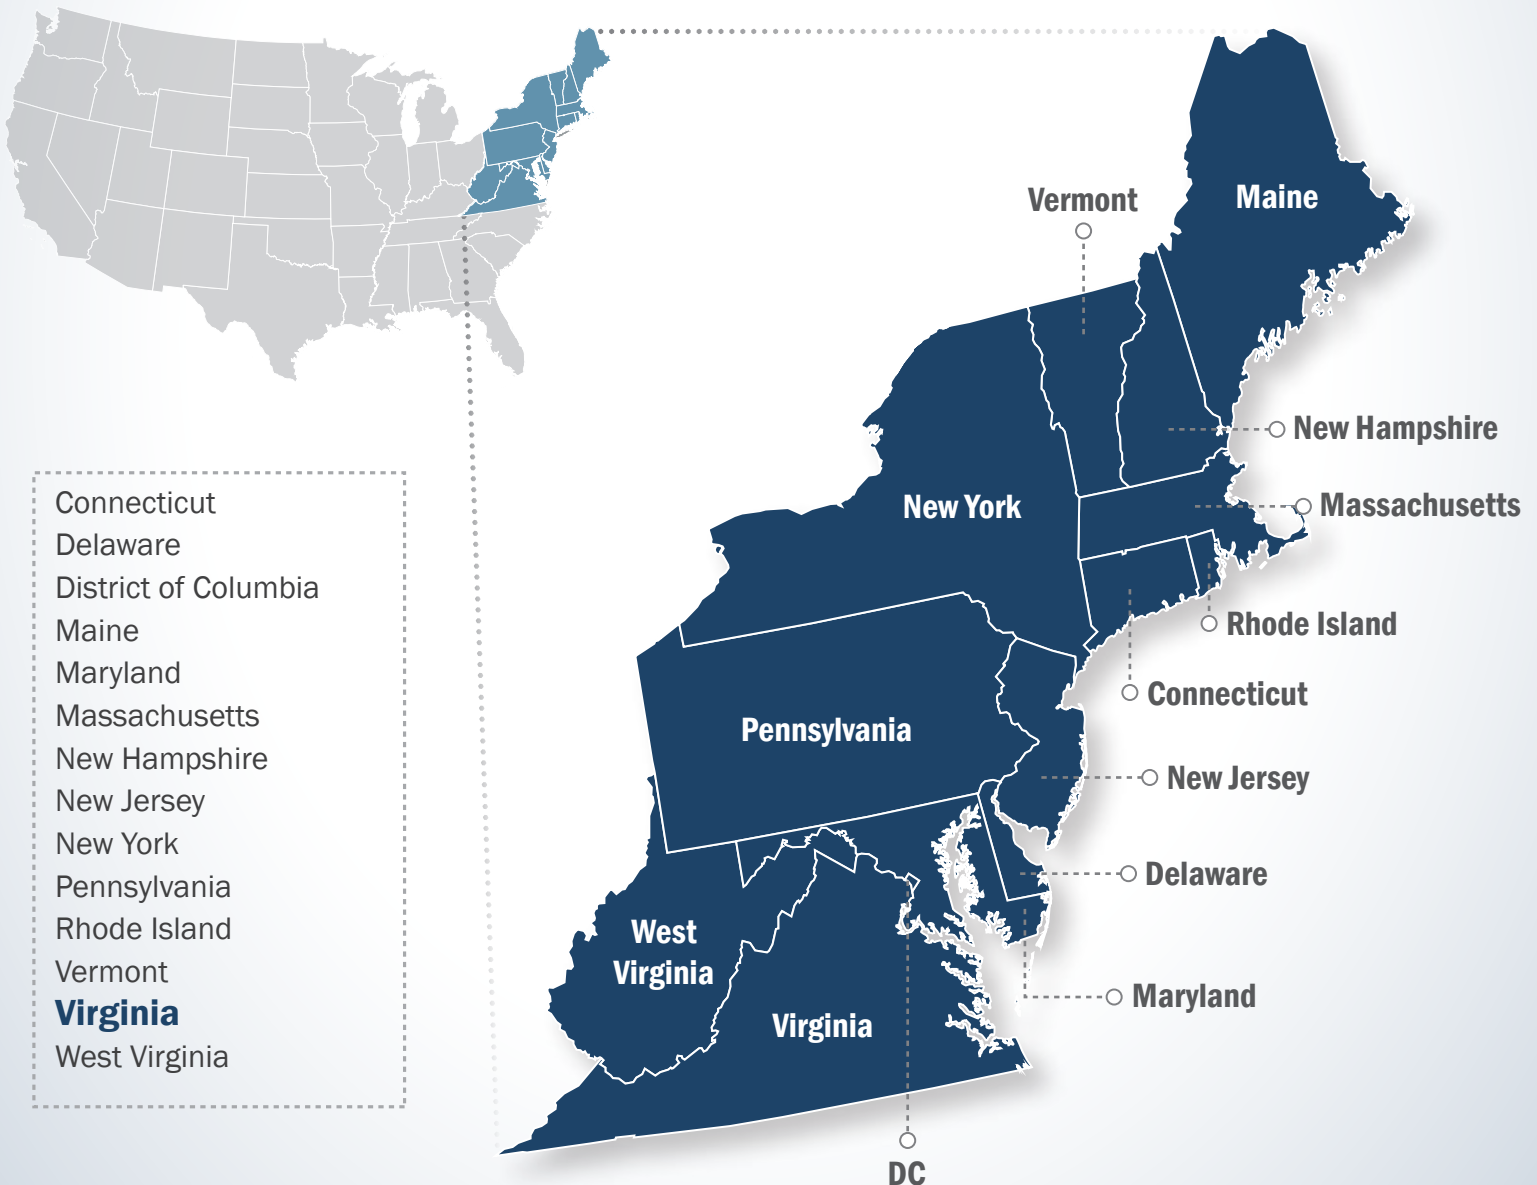 Connecticut
Delaware
District of Columbia
Maine
Maryland
Massachusetts
New Hampshire
New Jersey
New York
Pennsylvania
Rhode Island
Vermont
Virginia
West Virginia
Vermont
Maine
New Hampshire
New York
Massachusetts
Rhode Island
Connecticut
Pennsylvania
New Jersey
Delaware
West
Virginia
Maryland
Virginia
DC